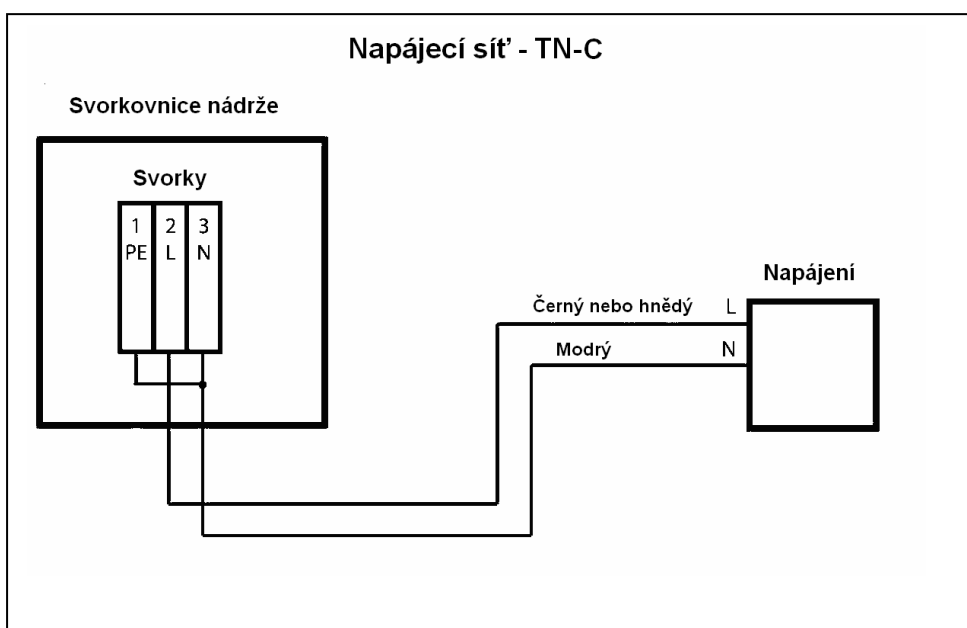 Napájecí síť - TN-C
Svorkovnice nádrže
Svorky
1 2 3
PE L N
Napájení
Černý nebo hnědý L
Modrý N